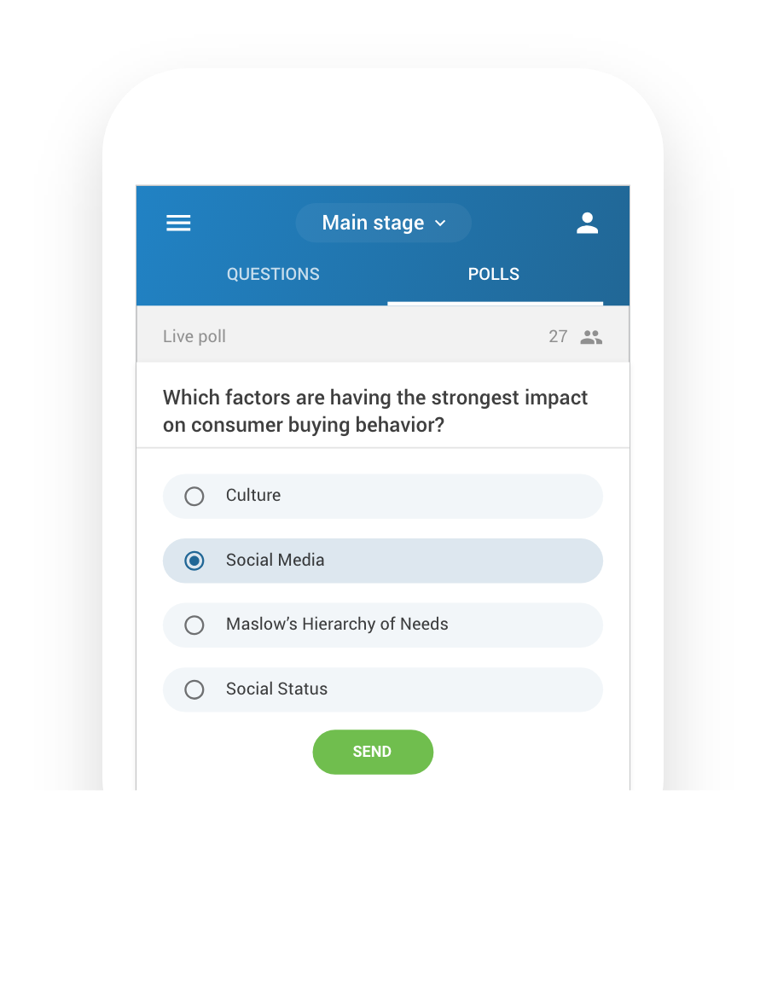 Main stage
QUESTIONS POLLS
Live poll 27
Which factors are having the strongest impact
on consumer buying behavior?
Culture
Social Media
Maslow’s Hierarchy of Needs
Social Status
SEND